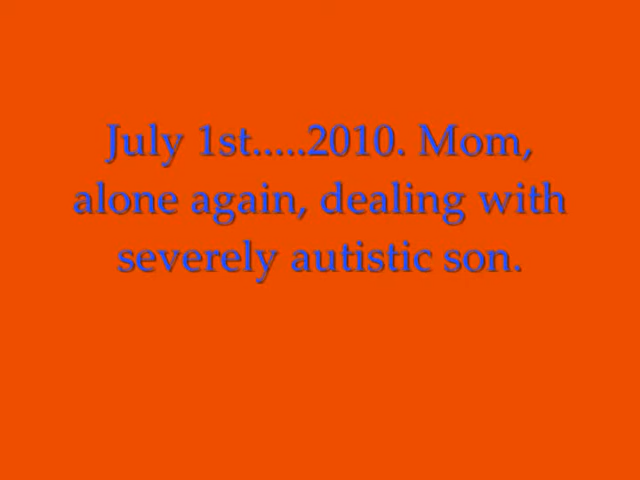 July 1st.....2010. Mom,
alone again, dealing with
severely autistic son.